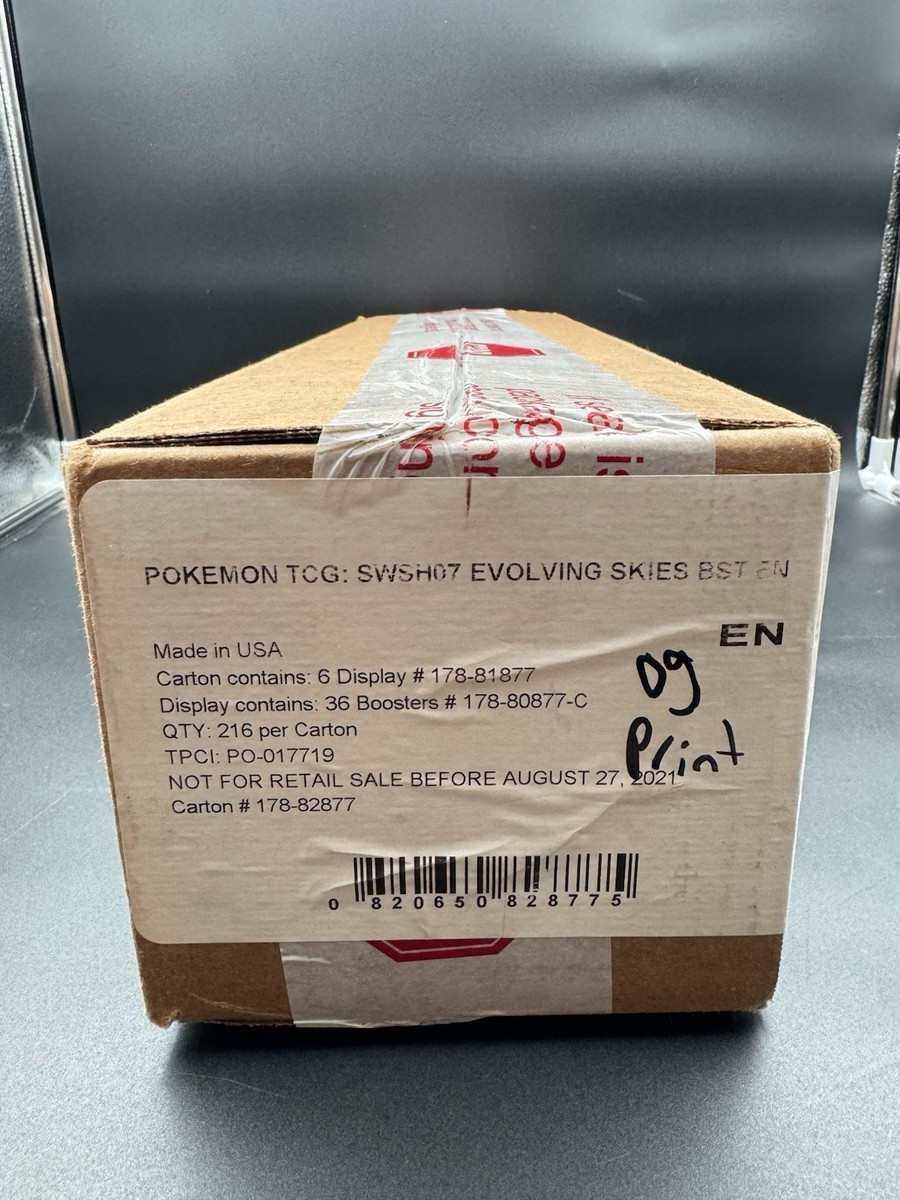 is
package
POKEMON TCG: SWSH07 EVOLVING SKIES BST EN
EN
Made in USA
Carton contains: 6 Display # 178-81877
Display contains: 36 Boosters # 178-80877-C
QTY: 216 per Carton
TPCI: PO-017719
NOT FOR RETAIL SALE BEFORE AUGUST 27, 2021
Carton # 178-82877
Og
Print
0 820650 828775